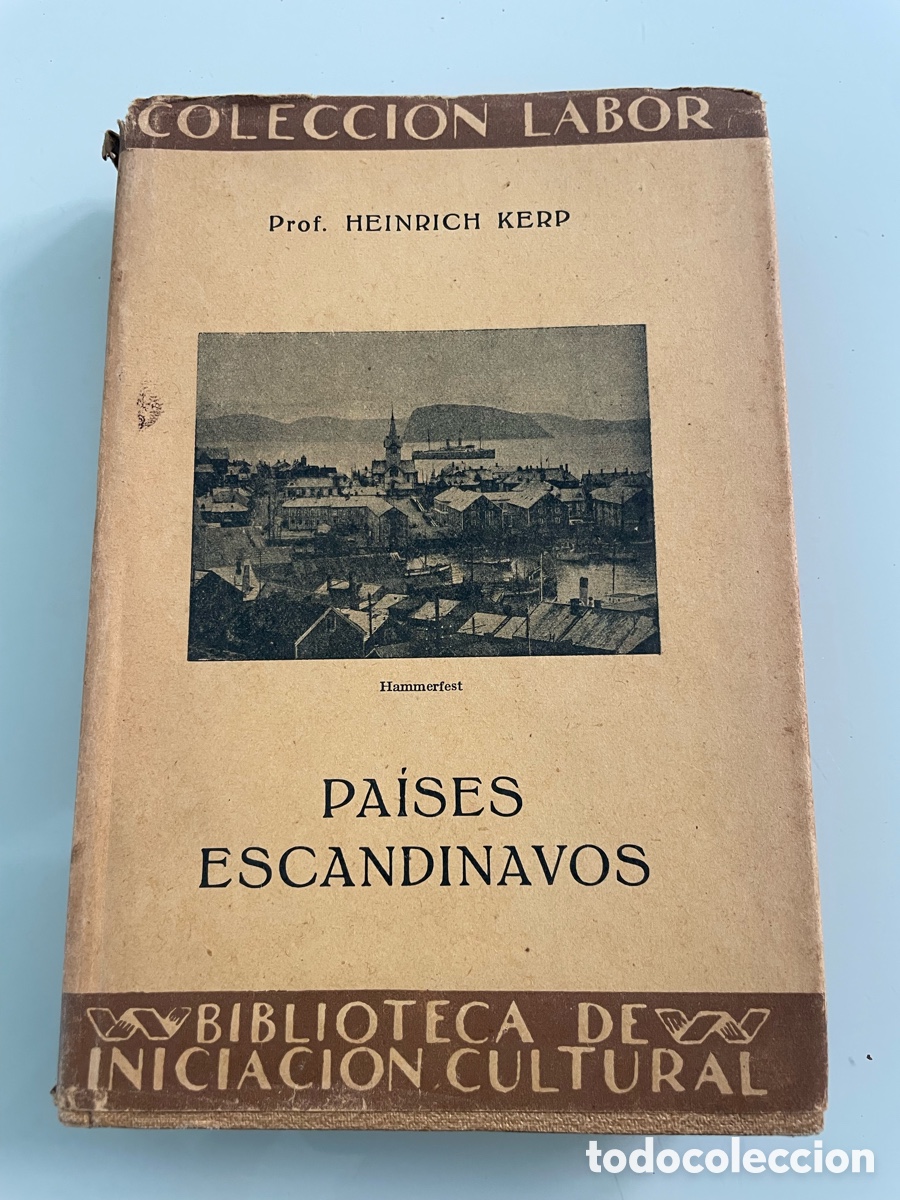 COLECCION LABOR
Prof. HEINRICH KERP
Hammerfest
PAÍSES
ESCANDINAVOS
BIBLIOTECA DE
INICIACION CULTURAL
todocoleccion